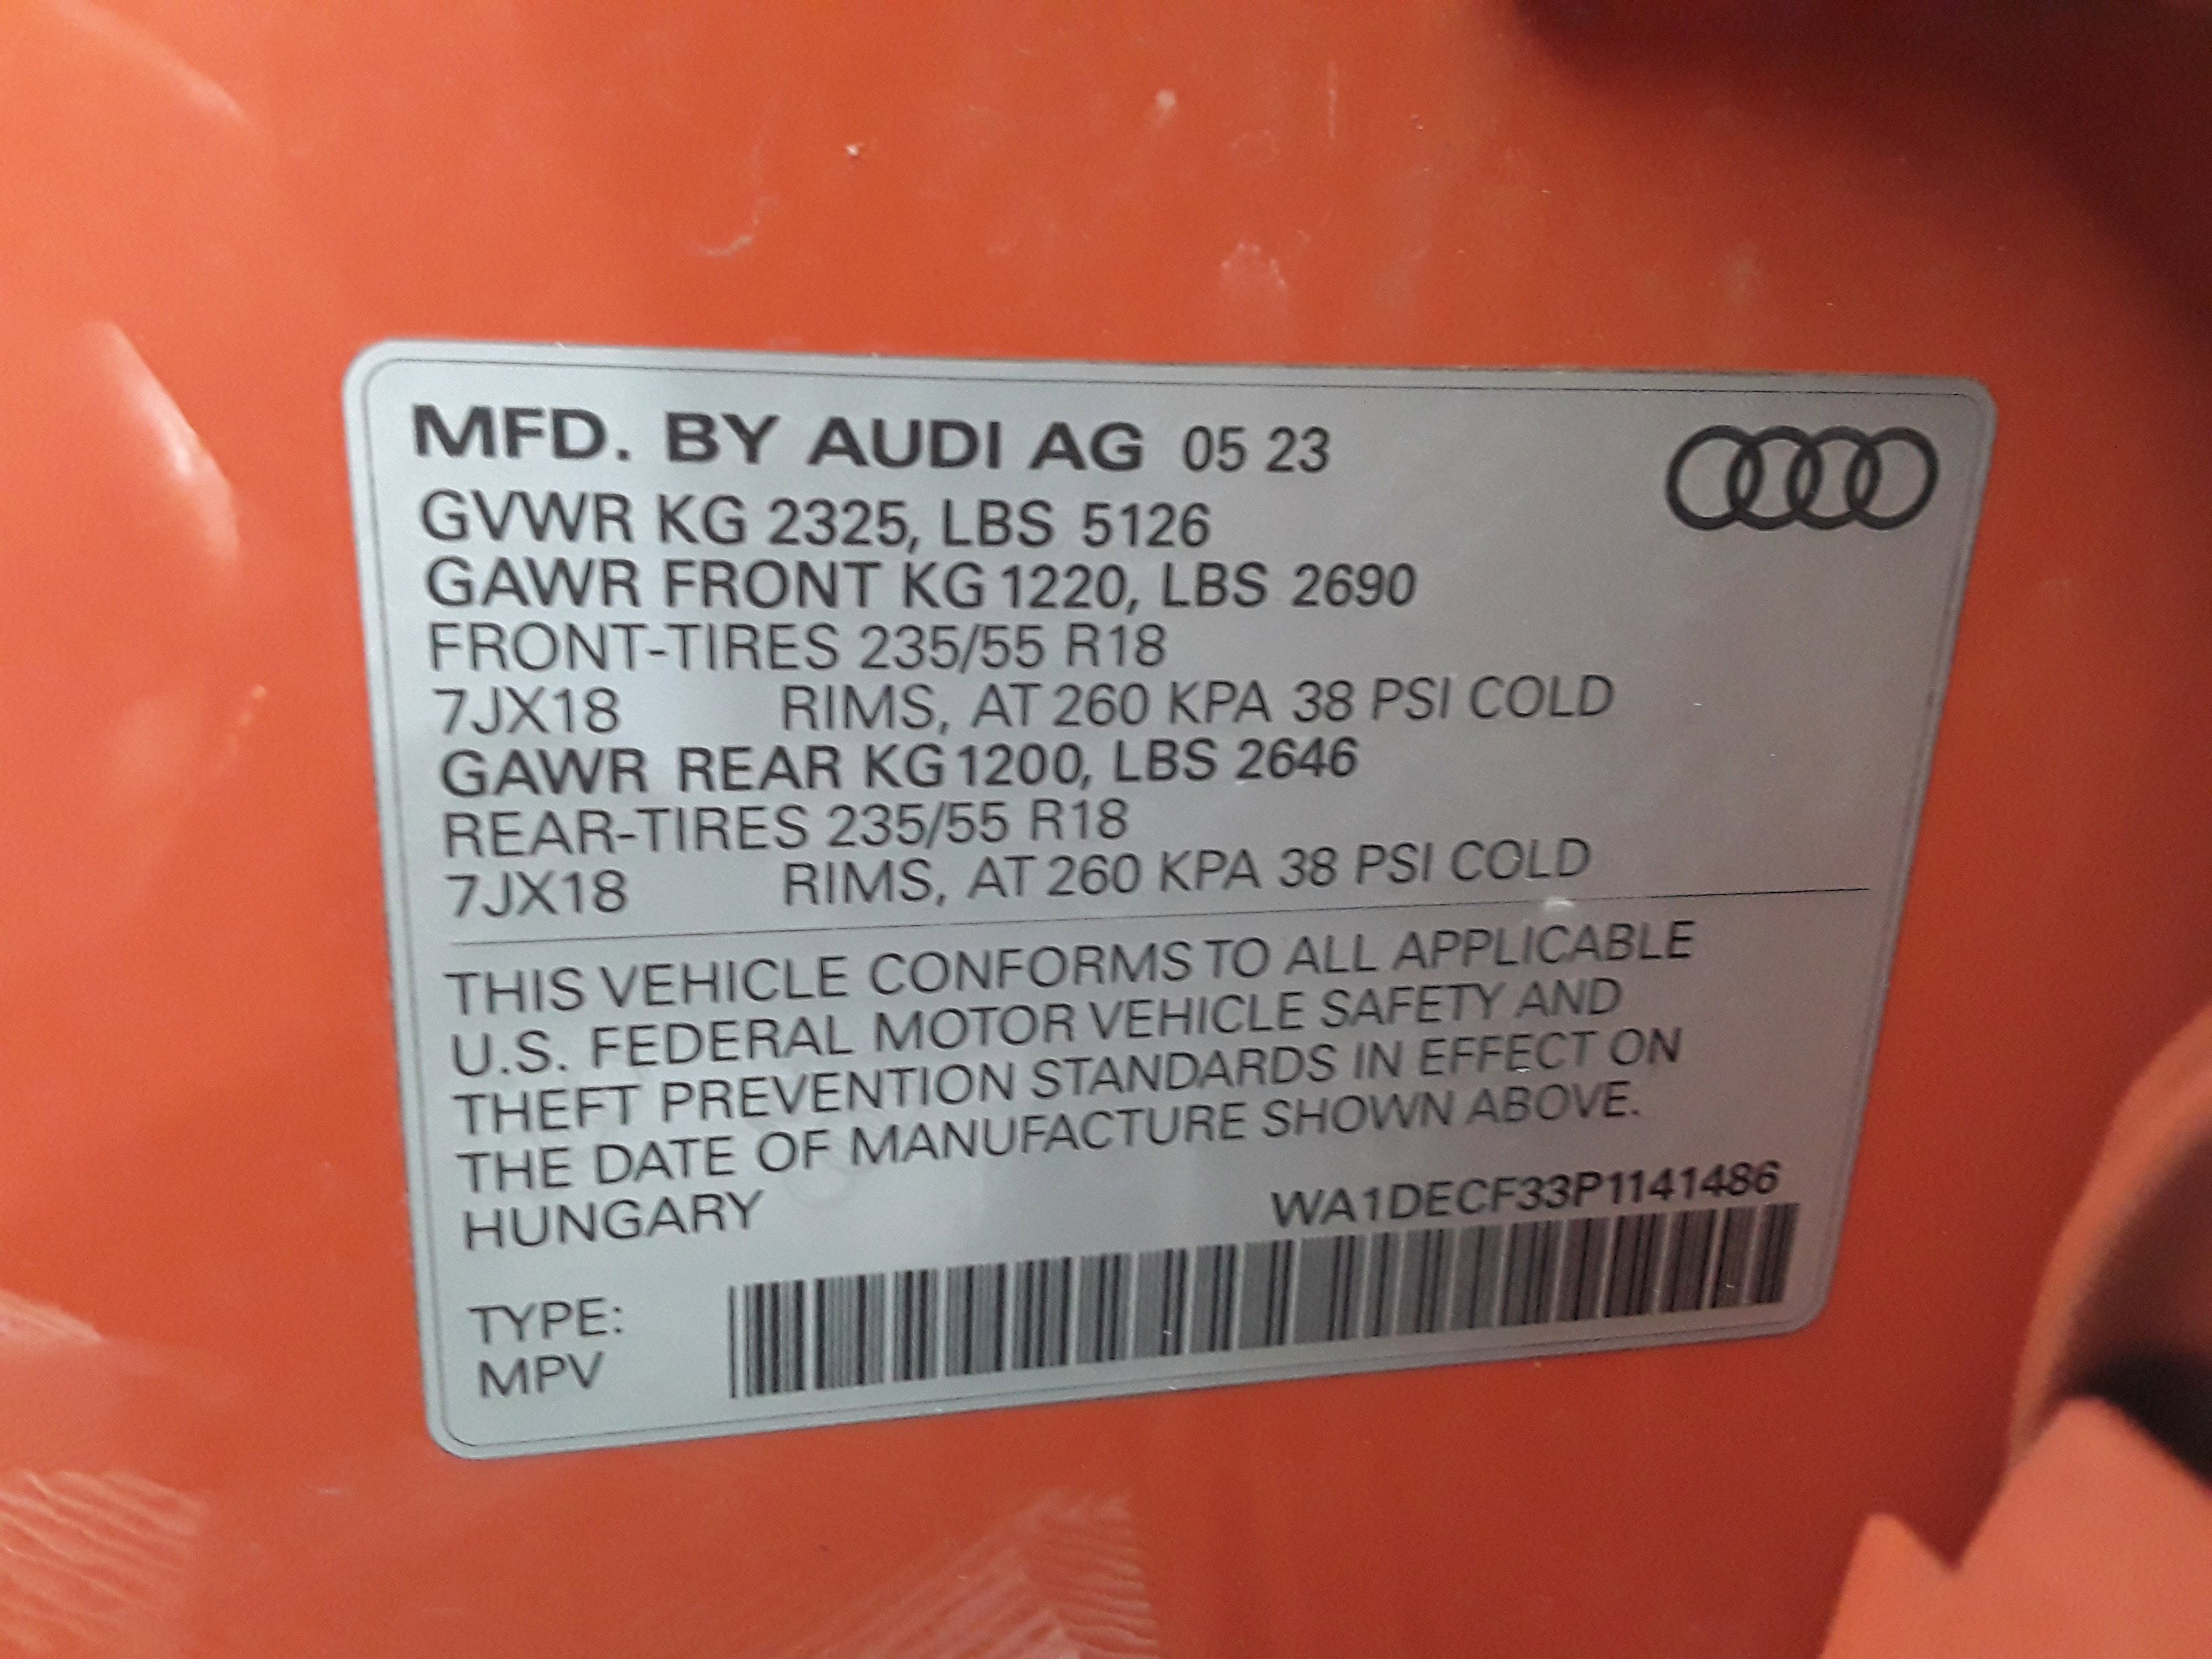 MFD. BY AUDI AG 05 23
GVWR KG 2325, LBS 5126
GAWR FRONT KG 1220, LBS 2690
FRONT-TIRES 235/55 R18
7JX18 RIMS, AT 260 KPA 38 PSI COLD
GAWR REAR KG 1200, LBS 2646
REAR-TIRES 235/55 R18
7JX18 RIMS, AT 260 KPA 38 PSI COLD
THIS VEHICLE CONFORMS TO ALL APPLICABLE
U.S. FEDERAL MOTOR VEHICLE SAFETY AND
THEFT PREVENTION STANDARDS IN EFFECT ON
THE DATE OF MANUFACTURE SHOWN ABOVE.
HUNGARY WA1DECF33P1141486
TYPE:
MPV